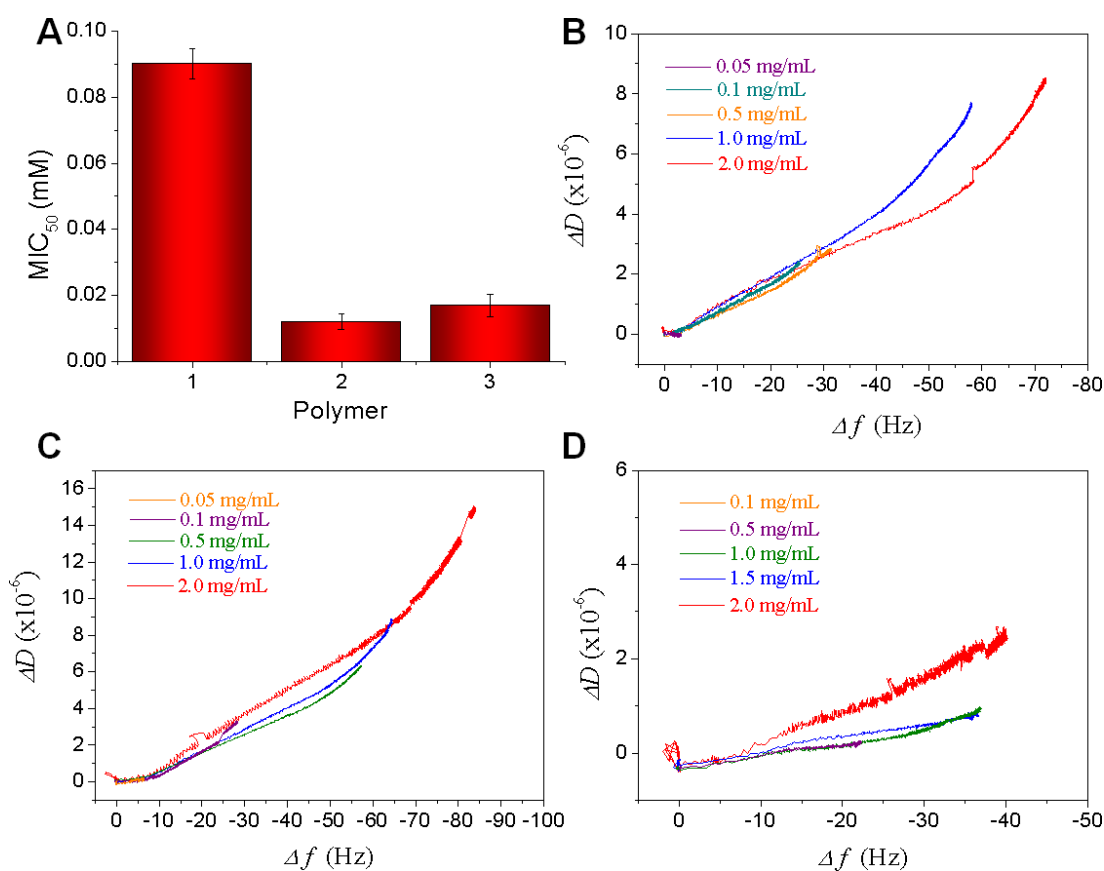 A
MIC50 (mM)
0.10
0.08
0.06
0.04
0.02
0.00
1 2 3
Polymer
B
ΔD (x10-6)
10
8
6
4
2
0
0.05 mg/mL
0.1 mg/mL
0.5 mg/mL
1.0 mg/mL
2.0 mg/mL
0 -10 -20 -30 -40 -50 -60 -70 -80
Δf (Hz)
C
ΔD (x10-6)
16
14
12
10
8
6
4
2
0
0.05 mg/mL
0.1 mg/mL
0.5 mg/mL
1.0 mg/mL
2.0 mg/mL
0 -10 -20 -30 -40 -50 -60 -70 -80 -90 -100
Δf (Hz)
D
ΔD (x10-6)
6
4
2
0
0.1 mg/mL
0.5 mg/mL
1.0 mg/mL
1.5 mg/mL
2.0 mg/mL
0 -10 -20 -30 -40 -50
Δf (Hz)